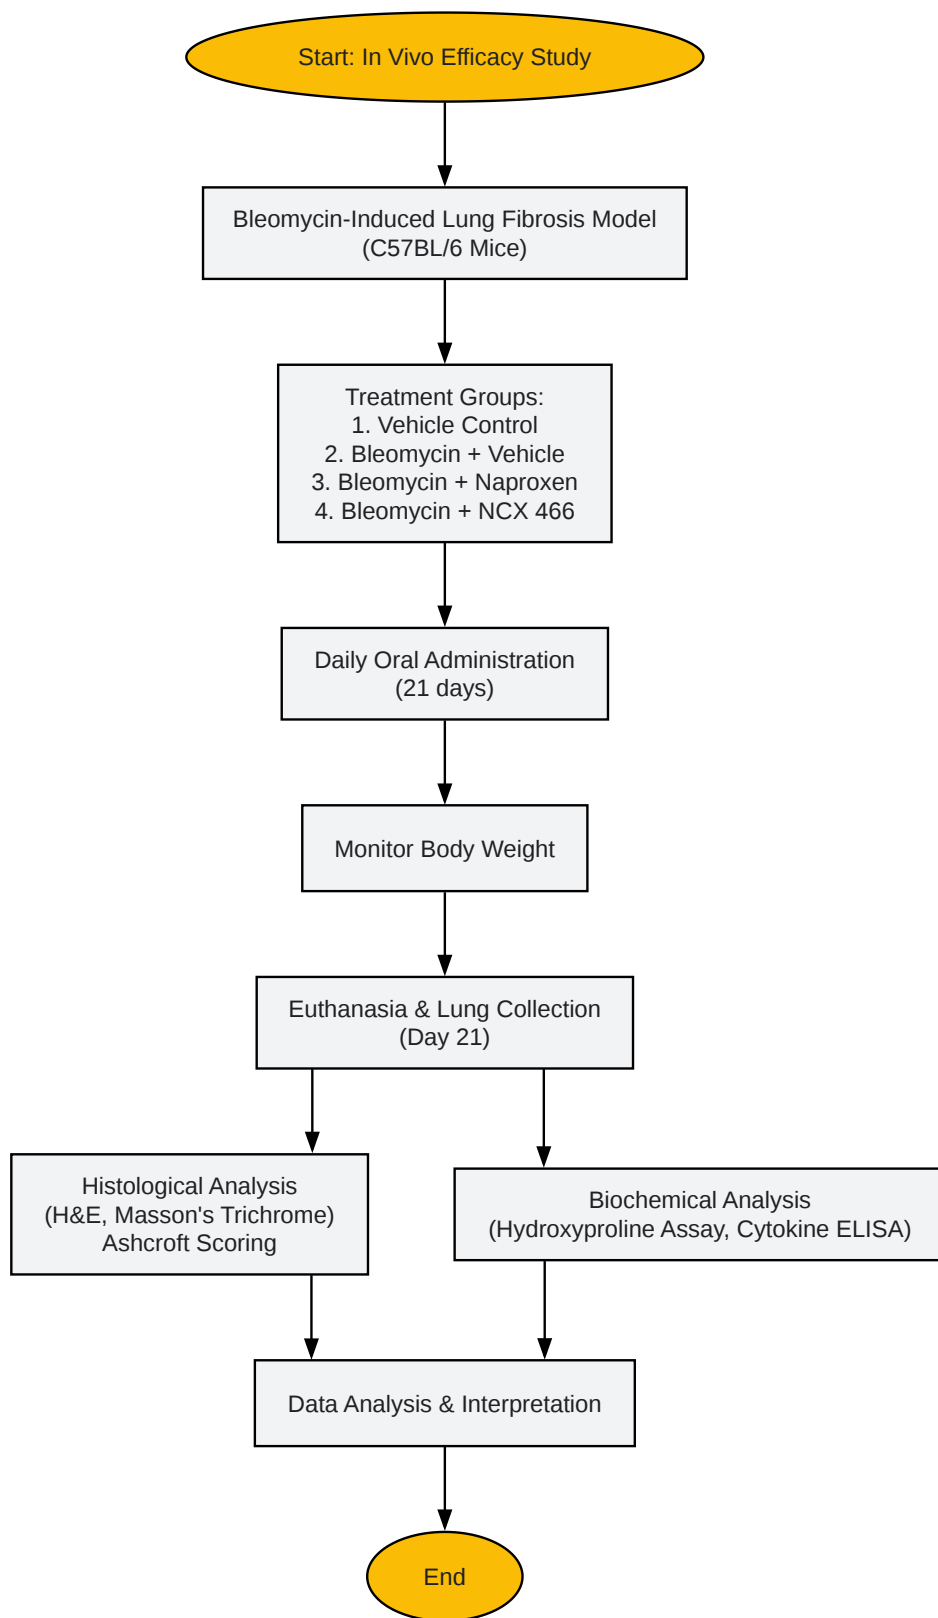 Start: In Vivo Efficacy Study
Bleomycin-Induced Lung Fibrosis Model
(C57BL/6 Mice)
Treatment Groups:
1. Vehicle Control
2. Bleomycin + Vehicle
3. Bleomycin + Naproxen
4. Bleomycin + NCX 466
Daily Oral Administration
(21 days)
Monitor Body Weight
Euthanasia & Lung Collection
(Day 21)
Histological Analysis
(H&E, Masson's Trichrome)
Ashcroft Scoring
Biochemical Analysis
(Hydroxyproline Assay, Cytokine ELISA)
Data Analysis & Interpretation
End